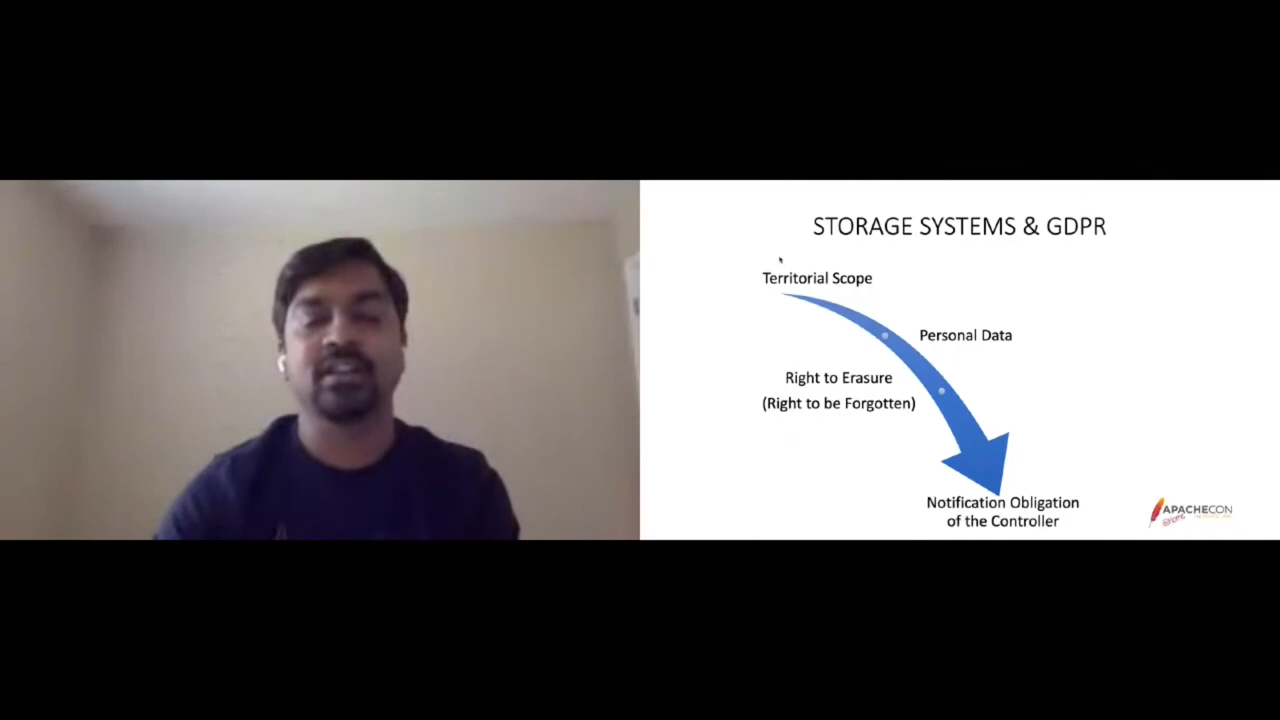 STORAGE SYSTEMS & GDPR
Territorial Scope
Personal Data
Right to Erasure
(Right to be Forgotten)
Notification Obligation
of the Controller
APACHECON
@Home